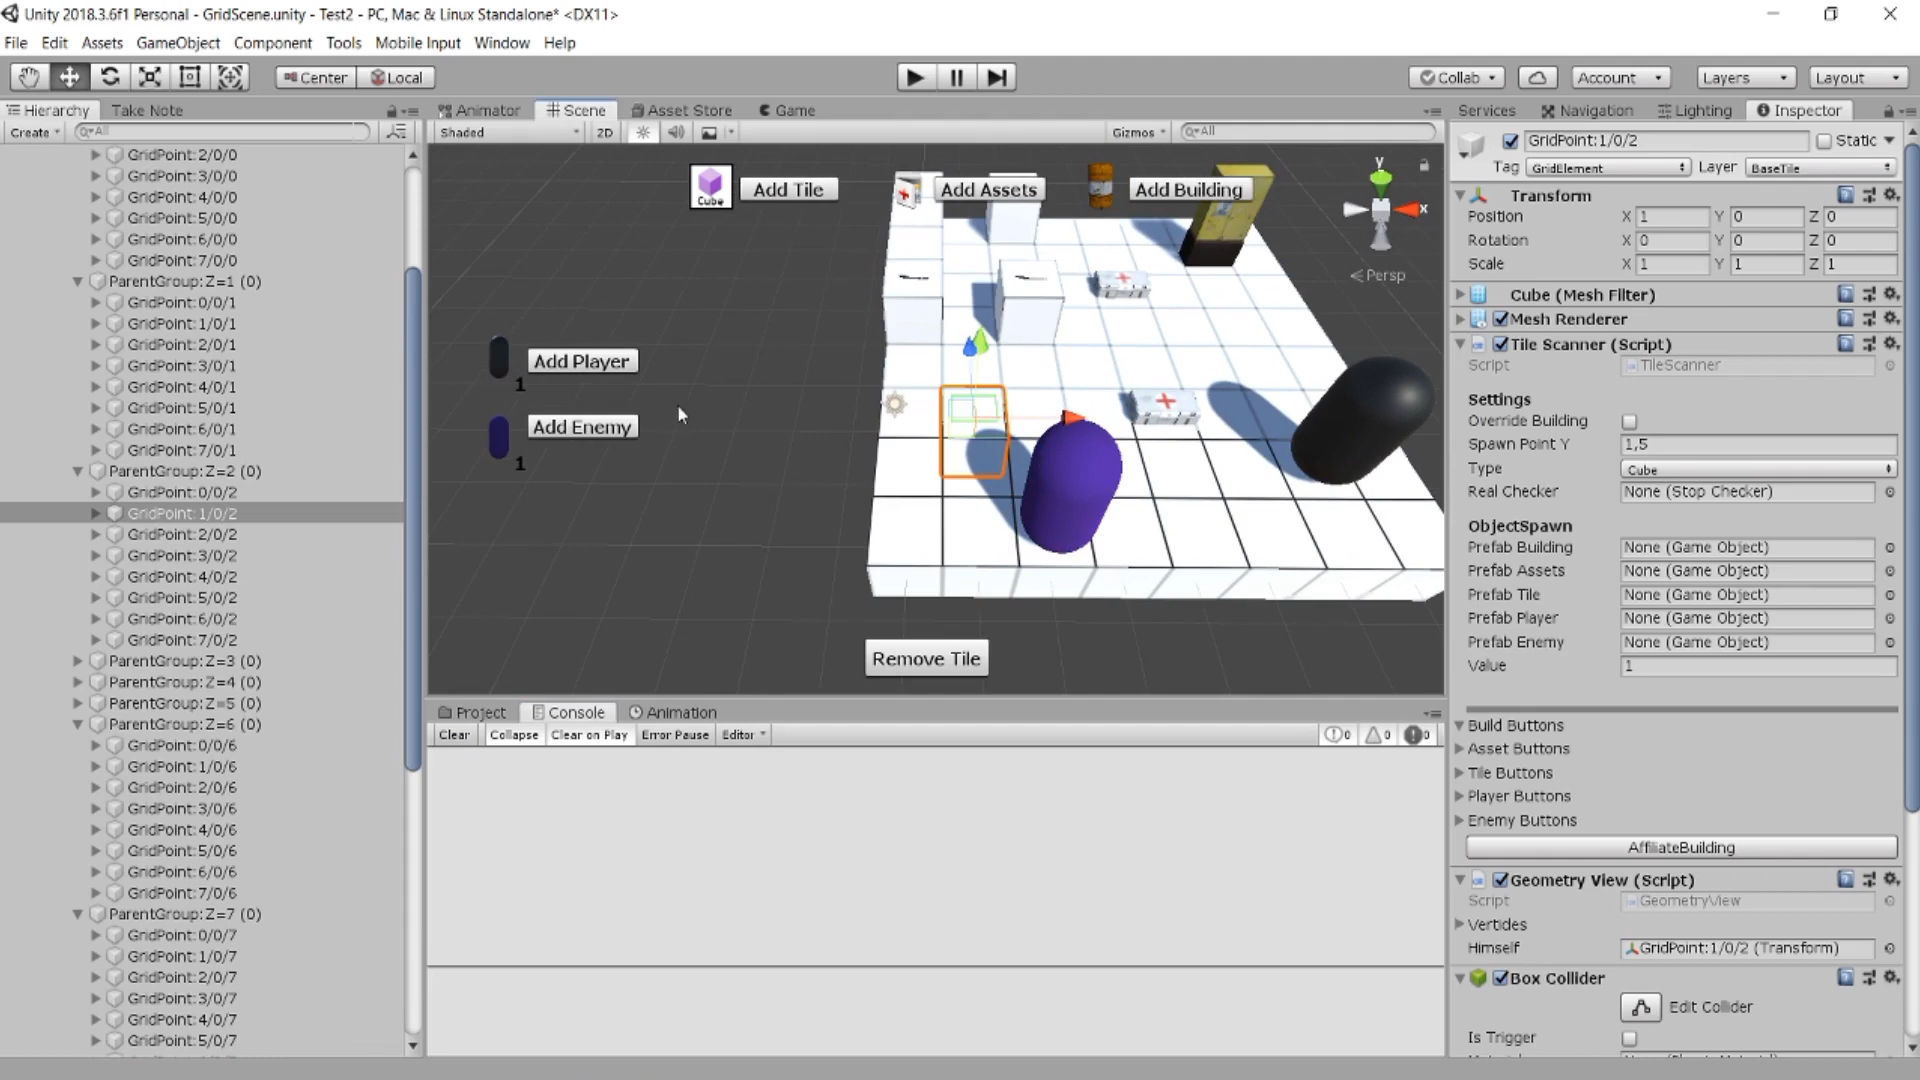 Unity 2018.3.6f1 Personal - GridScene.unity - Test2 - PC, Mac & Linux Standalone* <DX11>
File Edit Assets GameObject Component Tools Mobile Input Window Help
Center Local Collab Account Layers Layout
Hierarchy Take Note
Create All
GridPoint:2/0/0
GridPoint:3/0/0
GridPoint:4/0/0
GridPoint:5/0/0
GridPoint:6/0/0
GridPoint:7/0/0
ParentGroup:Z=1 (0)
GridPoint:0/0/1
GridPoint:1/0/1
GridPoint:2/0/1
GridPoint:3/0/1
GridPoint:4/0/1
GridPoint:5/0/1
GridPoint:6/0/1
GridPoint:7/0/1
ParentGroup:Z=2 (0)
GridPoint:0/0/2
GridPoint:1/0/2
GridPoint:2/0/2
GridPoint:3/0/2
GridPoint:4/0/2
GridPoint:5/0/2
GridPoint:6/0/2
GridPoint:7/0/2
ParentGroup:Z=3 (0)
ParentGroup:Z=4 (0)
ParentGroup:Z=5 (0)
ParentGroup:Z=6 (0)
GridPoint:0/0/6
GridPoint:1/0/6
GridPoint:2/0/6
GridPoint:3/0/6
GridPoint:4/0/6
GridPoint:5/0/6
GridPoint:6/0/6
GridPoint:7/0/6
ParentGroup:Z=7 (0)
GridPoint:0/0/7
GridPoint:1/0/7
GridPoint:2/0/7
GridPoint:3/0/7
GridPoint:4/0/7
GridPoint:5/0/7
Animator Scene Asset Store Game
Shaded 2D Gizmos All
Cube Add Tile Add Assets Add Building
y
x
Persp
Add Player
1
Add Enemy
1
Remove Tile
Project Console Animation
Clear Collapse Clear on Play Error Pause Editor 0 0 0
Services Navigation Lighting Inspector
GridPoint:1/0/2 Static
Tag GridElement Layer BaseTile
Transform
Position X 1 Y 0 Z 0
Rotation X 0 Y 0 Z 0
Scale X 1 Y 1 Z 1
Cube (Mesh Filter)
Mesh Renderer
Tile Scanner (Script)
Script TileScanner
Settings
Override Building
Spawn Point Y 1,5
Type Cube
Real Checker None (Stop Checker)
ObjectSpawn
Prefab Building None (Game Object)
Prefab Assets None (Game Object)
Prefab Tile None (Game Object)
Prefab Player None (Game Object)
Prefab Enemy None (Game Object)
Value 1
Build Buttons
Asset Buttons
Tile Buttons
Player Buttons
Enemy Buttons
AffiliateBuilding
Geometry View (Script)
Script GeometryView
Vertides
Himself GridPoint:1/0/2 (Transform)
Box Collider
Edit Collider
Is Trigger